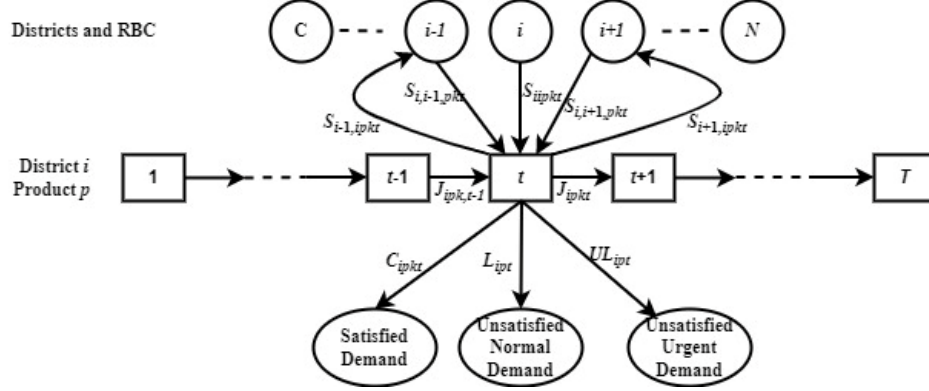 Districts and RBC
C
i-1
i
i+1
N
S_{i,i-1,pkt}
S_{iipkt}
S_{i,i+1,pkt}
S_{i-1,ipkt}
S_{i+1,ipkt}
District i
Product p
1
t-1
t
t+1
T
J_{ipk,t-1}
J_{ipkt}
C_{ipkt}
L_{ipt}
UL_{ipt}
Satisfied
Demand
Unsatisfied
Normal
Demand
Unsatisfied
Urgent
Demand